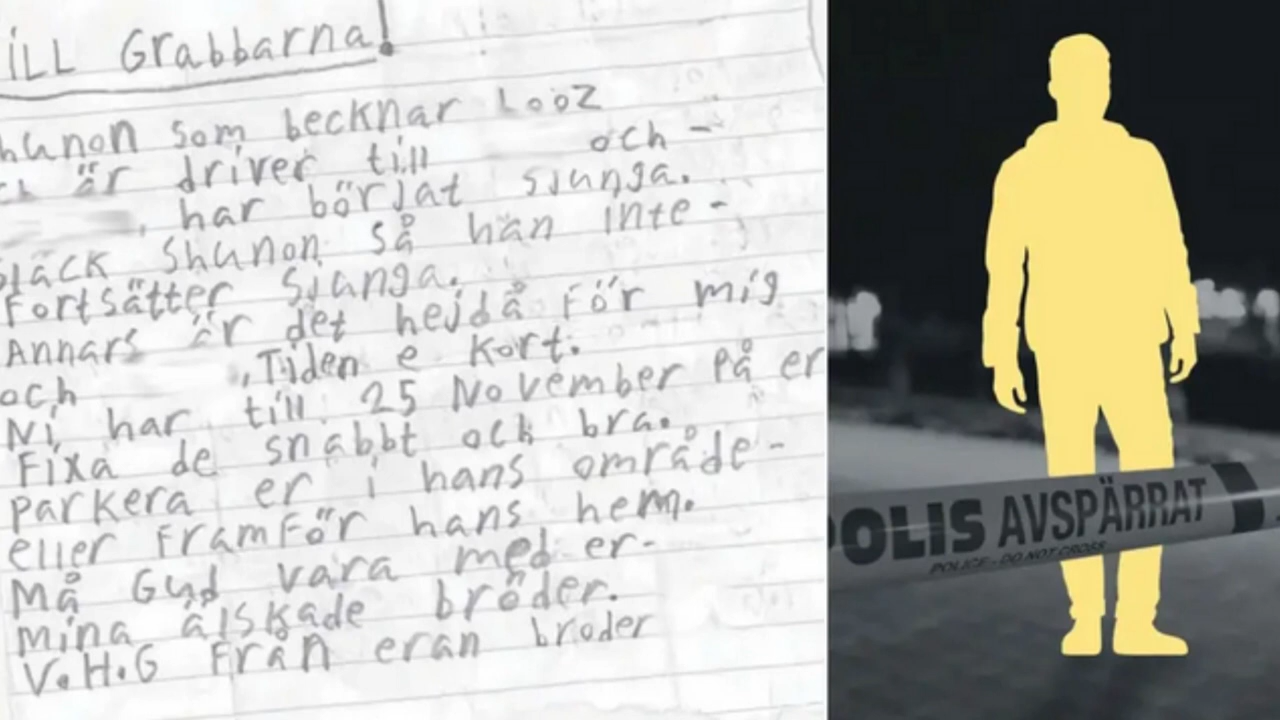 ILL Grabbarna!
hunon som becknar Looz
är driver till och -
, har börjat sjunga.
släck Shunon så han inte -
Fortsätter sjunga.
Annars är det hejdå för mig
och , Tiden e kort.
Ni har till 25 November på er
Fixa de snabbt och bra.
parkera er i hans område -
eller framför hans hem.
Må Gud vara med er -
mina älskade bröder.
V.H.G Från eran broder
POLIS AVSPÄRRAT
POLICE - DO NOT CROSS